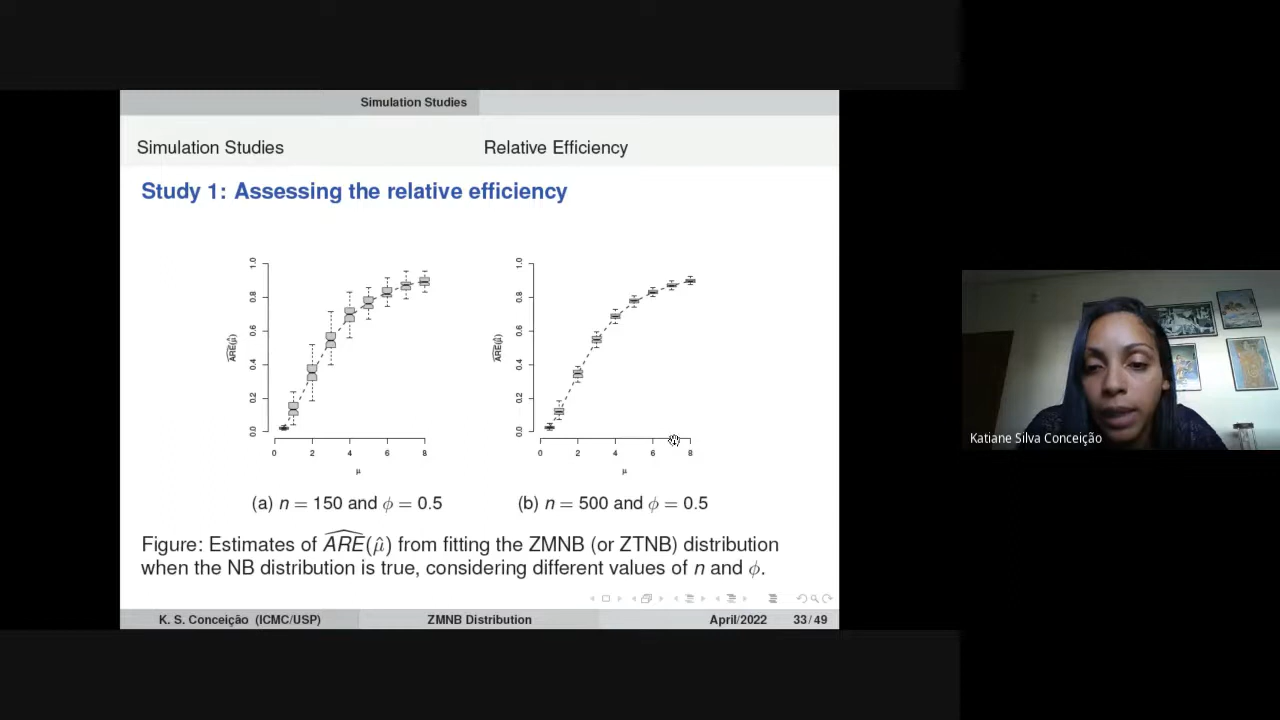 Simulation Studies
Simulation Studies
Relative Efficiency
Study 1: Assessing the relative efficiency
1.0
0.8
0.6
0.4
0.2
0.0
ARE(μ̂)
0 2 4 6 8
μ
1.0
0.8
0.6
0.4
0.2
0.0
ARE(μ̂)
0 2 4 6 8
μ
(a) n = 150 and ϕ = 0.5
(b) n = 500 and ϕ = 0.5
Figure: Estimates of ARE(μ̂) from fitting the ZMNB (or ZTNB) distribution
when the NB distribution is true, considering different values of n and ϕ.
K. S. Conceição (ICMC/USP)
ZMNB Distribution
April/2022
33/49
Katiane Silva Conceição